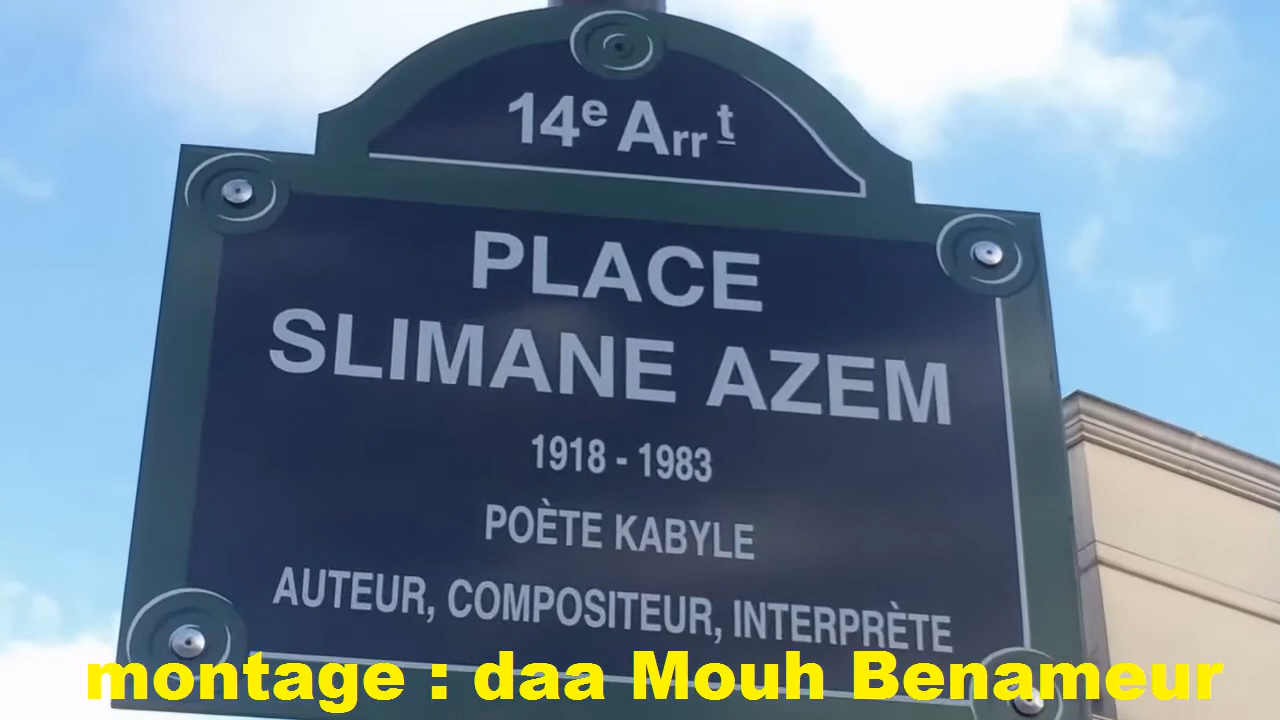 14e Arrt
PLACE
SLIMANE AZEM
1918 - 1983
POÈTE KABYLE
AUTEUR, COMPOSITEUR, INTERPRÈTE
montage : daa Mouh Benameur